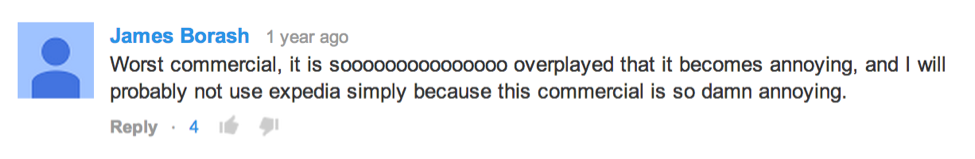 James Borash 1 year ago
Worst commercial, it is sooooooooooooooo overplayed that it becomes annoying, and I will
probably not use expedia simply because this commercial is so damn annoying.
Reply · 4